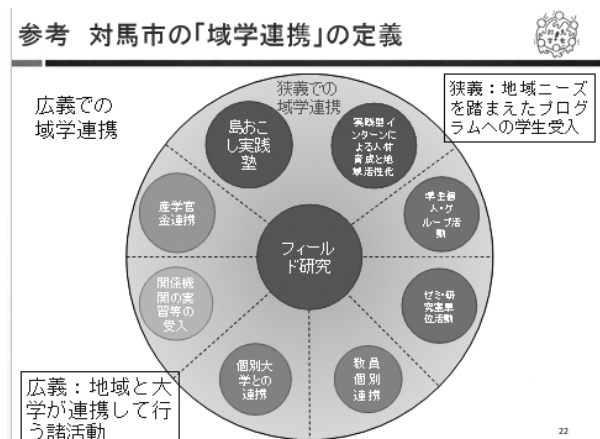 参考 対馬市の「域学連携」の定義
広義での
域学連携
狭義での
域学連携
狭義：地域ニーズ
を踏まえたプログ
ラムへの学生受入
島おこ
し実践
塾
実践型イ
ンターンに
よる人材
育成と地
域活性化
産学官
金連携
学生個
人・グ
ループ活
動
フィール
ド研究
関係機
関の実
習等の
受入
ゼミ・研
究室単
位活動
個別大
学との
連携
教員
個別
連携
広義：地域と大
学が連携して行
う諸活動
22